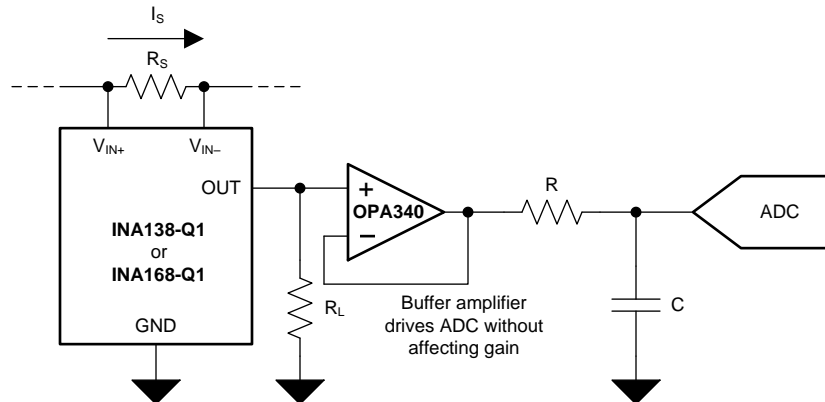 I_S
R_S
V_IN+
V_IN–
OUT
INA138-Q1
or
INA168-Q1
GND
R_L
+
OPA340
–
Buffer amplifier
drives ADC without
affecting gain
R
C
ADC